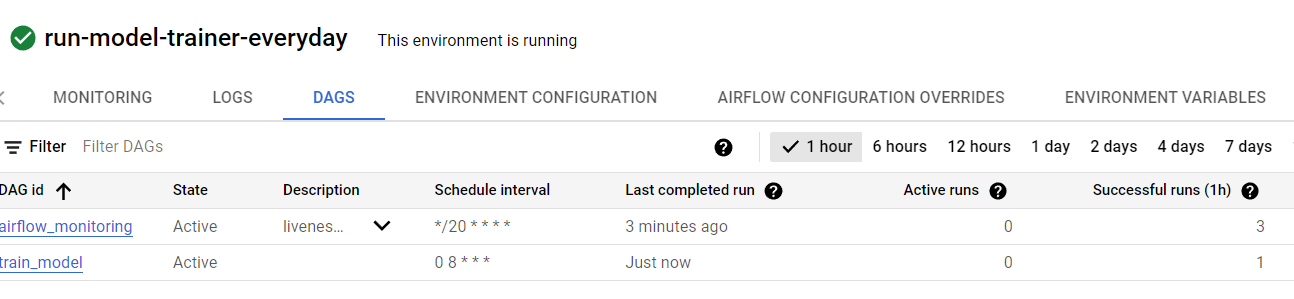 run-model-trainer-everyday This environment is running
MONITORING LOGS DAGS ENVIRONMENT CONFIGURATION AIRFLOW CONFIGURATION OVERRIDES ENVIRONMENT VARIABLES
Filter Filter DAGs 1 hour 6 hours 12 hours 1 day 2 days 4 days 7 days
DAG id State Description Schedule interval Last completed run Active runs Successful runs (1h)
airflow_monitoring Active livenes... */20 * * * * 3 minutes ago 0 3
train_model Active 0 8 * * * Just now 0 1